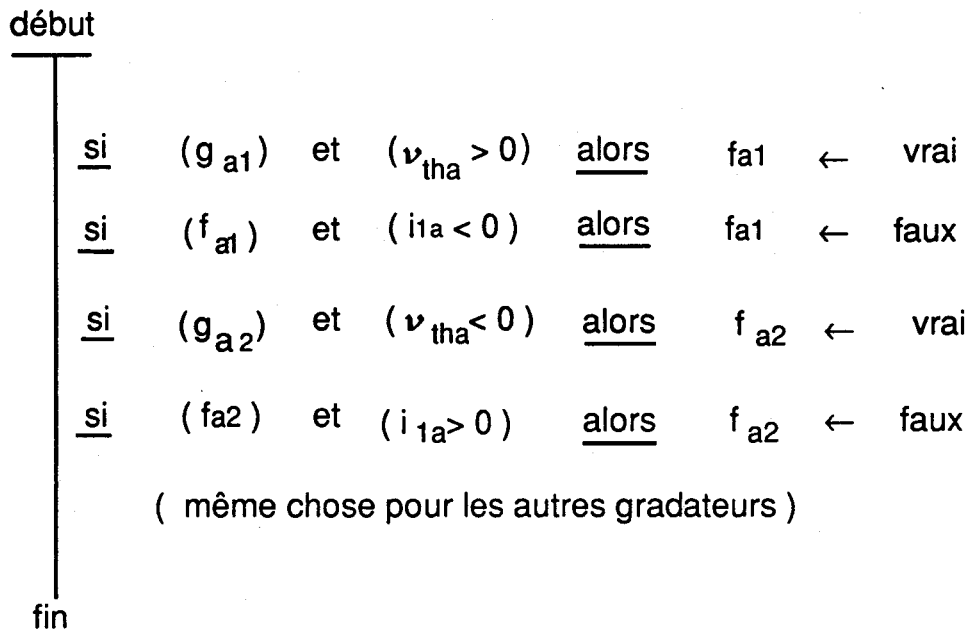 début
si (g a1) et (νtha > 0) alors fa1 ← vrai
si (f a1) et (i1a < 0) alors fa1 ← faux
si (g a2) et (ν tha < 0) alors f a2 ← vrai
si (fa2) et (i 1a > 0) alors f a2 ← faux
( même chose pour les autres gradateurs )
fin